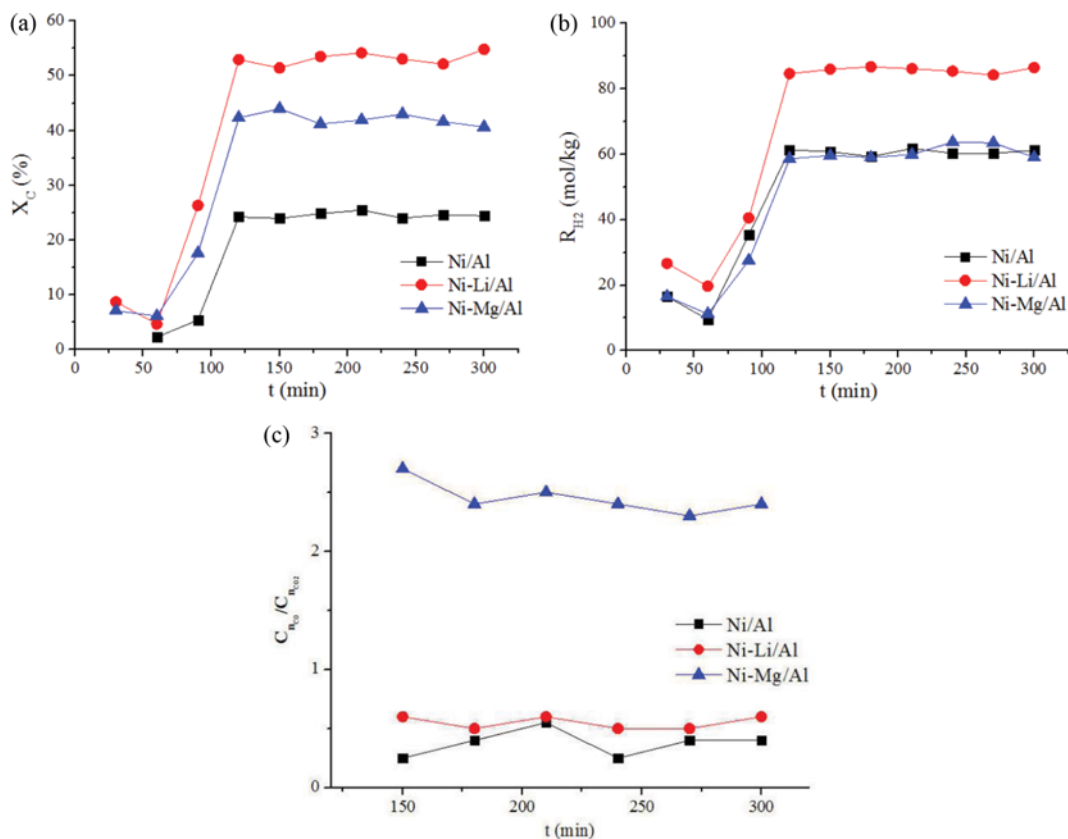 (a)
60
50
40
30
20
10
0
X_C (%)
Ni/Al
Ni-Li/Al
Ni-Mg/Al
0 50 100 150 200 250 300
t (min)
(b)
100
80
60
40
20
0
R_H2 (mol/kg)
Ni/Al
Ni-Li/Al
Ni-Mg/Al
0 50 100 150 200 250 300
t (min)
(c)
3
2
1
0
C_nCO/C_nCO2
Ni/Al
Ni-Li/Al
Ni-Mg/Al
150 200 250 300
t (min)